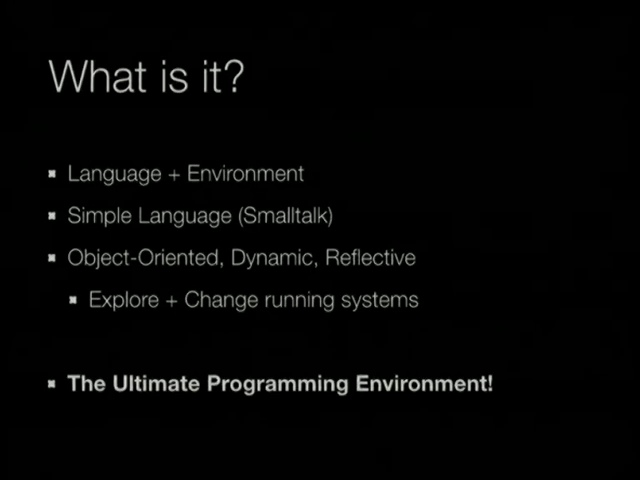 What is it?
Language + Environment
Simple Language (Smalltalk)
Object-Oriented, Dynamic, Reflective
Explore + Change running systems
The Ultimate Programming Environment!